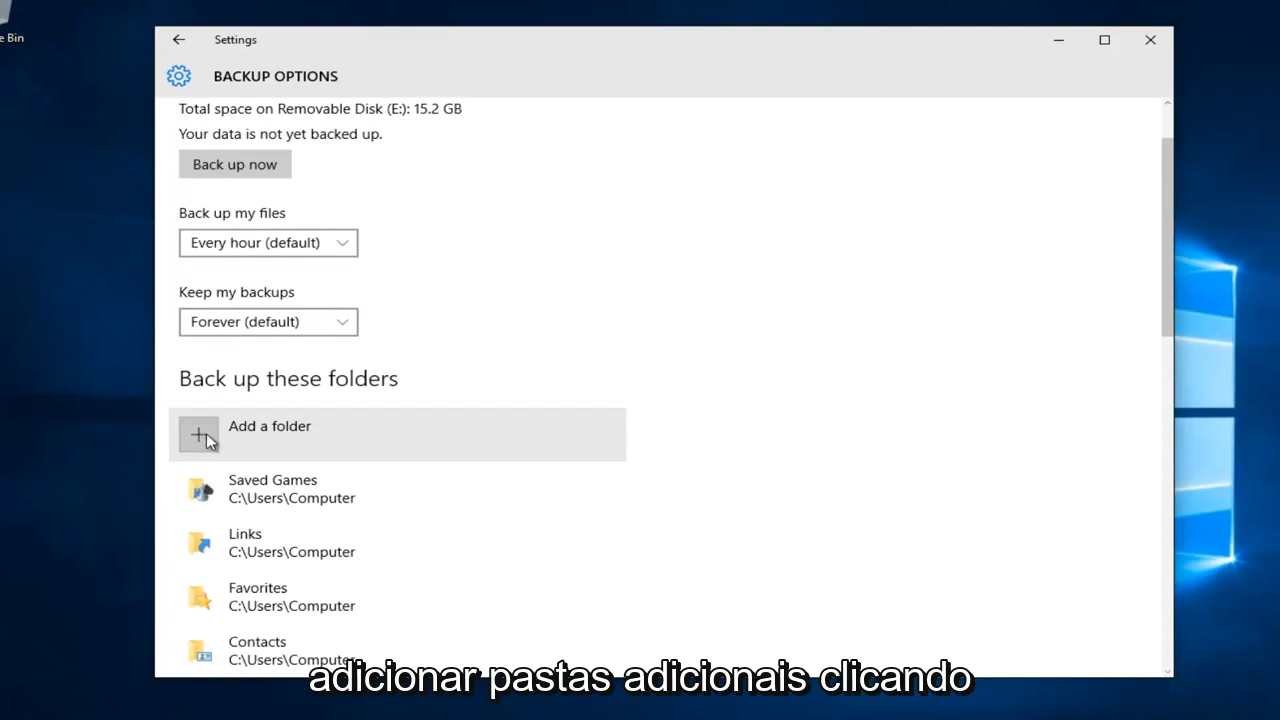 e Bin
Settings
BACKUP OPTIONS
Total space on Removable Disk (E:): 15.2 GB
Your data is not yet backed up.
Back up now
Back up my files
Every hour (default)
Keep my backups
Forever (default)
Back up these folders
Add a folder
Saved Games
C:\Users\Computer
Links
C:\Users\Computer
Favorites
C:\Users\Computer
Contacts
C:\Users\Computer
adicionar pastas adicionais clicando